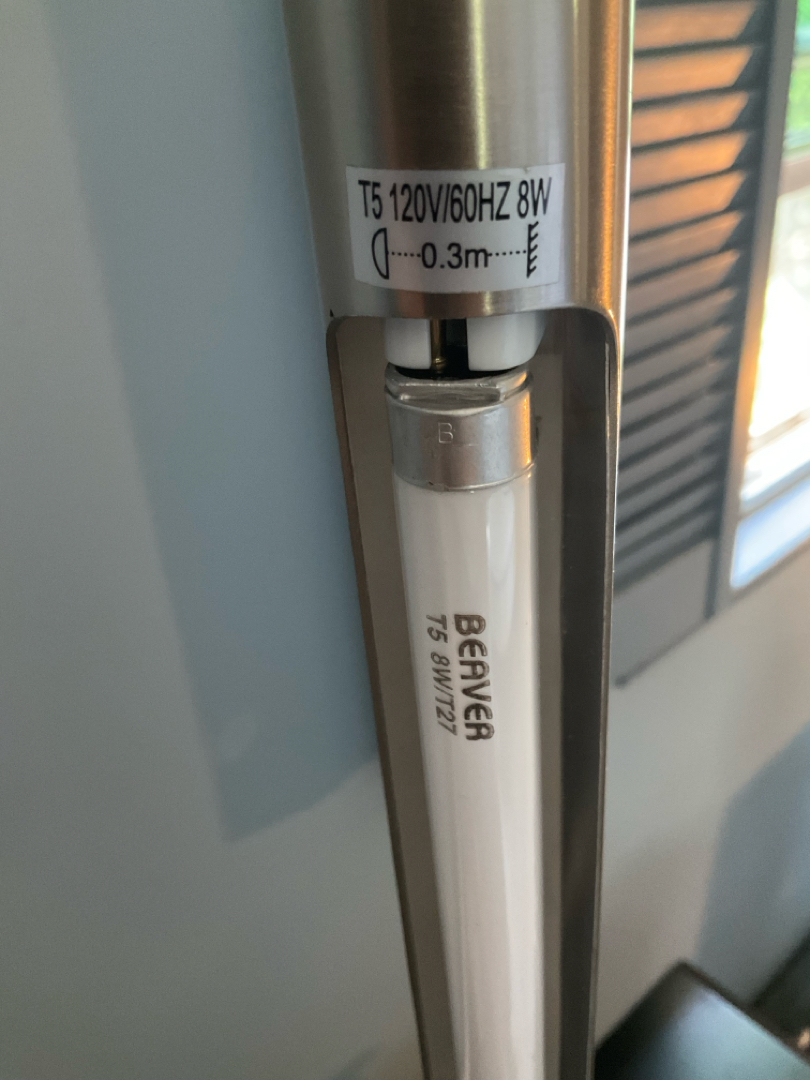 T5 120V/60HZ 8W
0.3m
B
BEAVER
T5 8W/T27